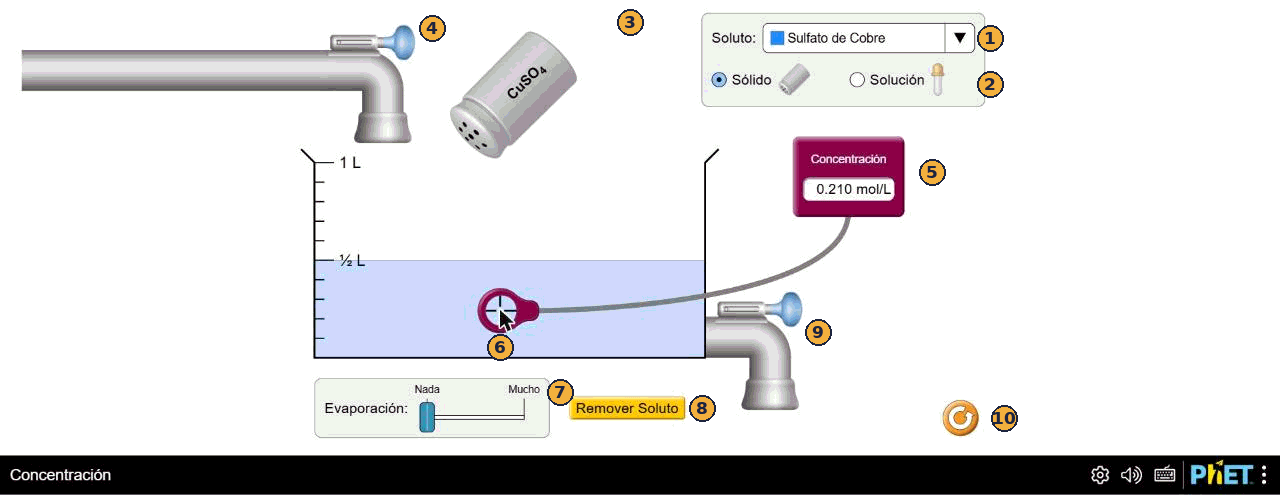 4
3
Soluto: Sulfato de Cobre ▼ 1
Sólido Solución 2
CuSO₄
1 L
Concentración
0.210 mol/L
5
½ L
6
9
Nada Mucho
Evaporación:
7
Remover Soluto 8
10
Concentración
PhET